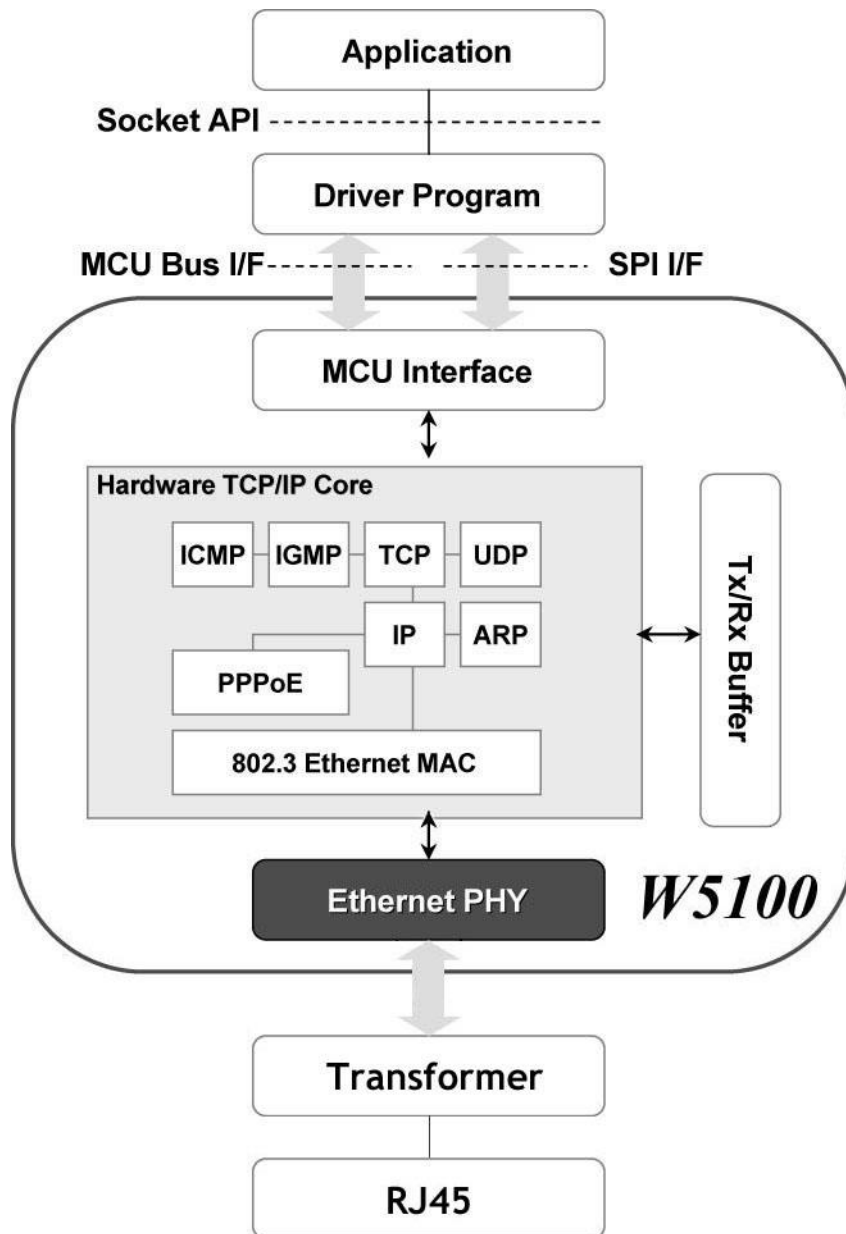 Application
Socket API
Driver Program
MCU Bus I/F
SPI I/F
MCU Interface
Hardware TCP/IP Core
ICMP
IGMP
TCP
UDP
IP
ARP
PPPoE
802.3 Ethernet MAC
Tx/Rx Buffer
Ethernet PHY
W5100
Transformer
RJ45